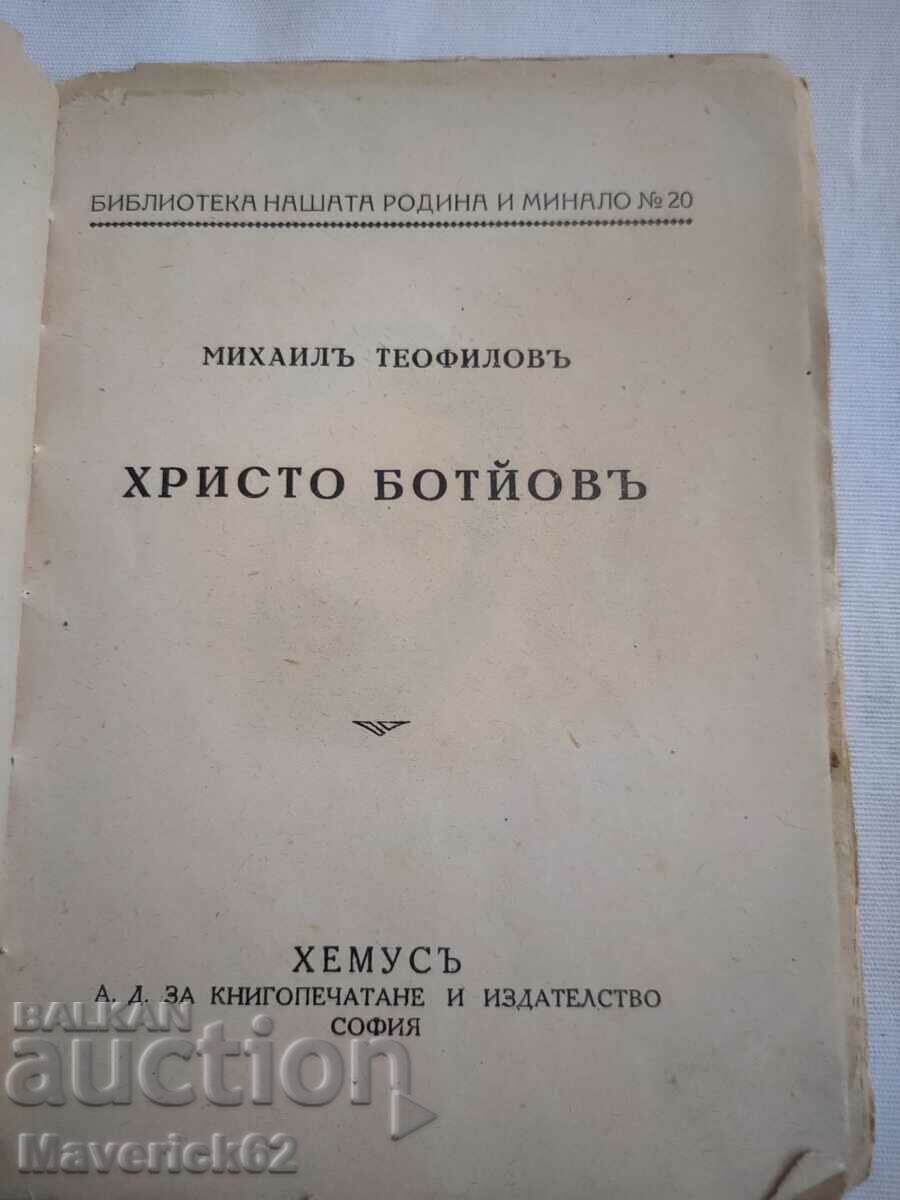 БИБЛИОТЕКА НАШАТА РОДИНА И МИНАЛО № 20
МИХАИЛЪ ТЕОФИЛОВЪ
ХРИСТО БОТЙОВЪ
ХЕМУСЪ
А. Д. ЗА КНИГОПЕЧАТАНЕ И ИЗДАТЕЛСТВО
СОФИЯ
BALKAN
auction
Maverick62